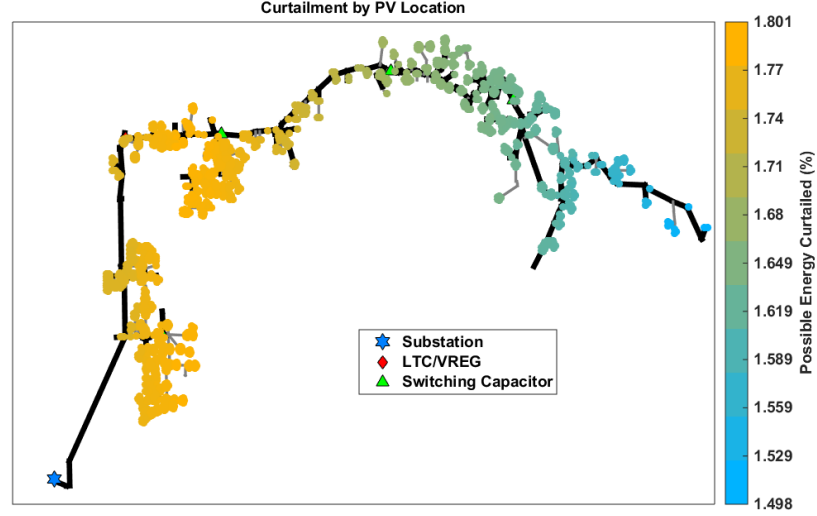 Curtailment by PV Location
Substation
LTC/VREG
Switching Capacitor
1.801
1.77
1.74
1.71
1.68
1.649
1.619
1.589
1.559
1.529
1.498
Possible Energy Curtailed (%)